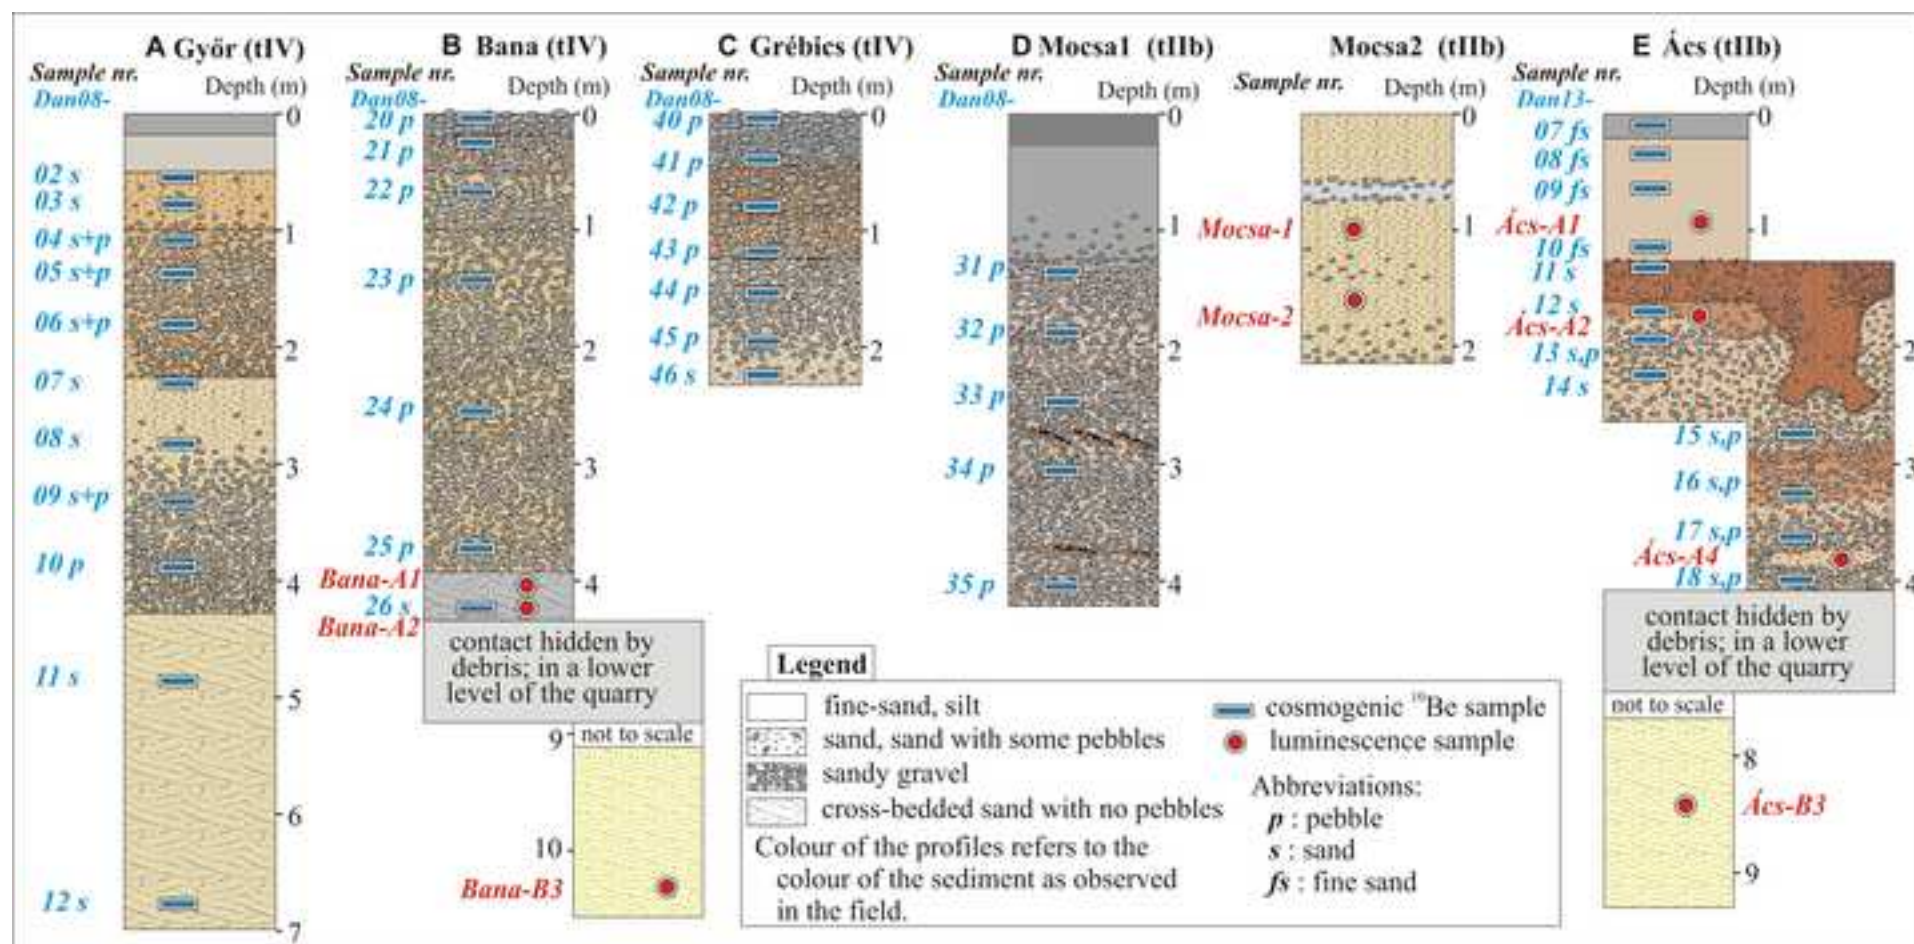 A Győr (tIV)
Sample nr.
Depth (m)
Dan08-
0
02 s
03 s
04 s+p
1
05 s+p
06 s+p
2
07 s
08 s
3
09 s+p
10 p
4
11 s
5
6
12 s
7
B Bana (tIV)
Sample nr.
Depth (m)
Dan08-
20 p
0
21 p
22 p
1
23 p
2
24 p
3
25 p
Bana-A1
4
26 s
Bana-A2
contact hidden by
debris; in a lower
level of the quarry
9
not to scale
10
Bana-B3
C Grébics (tIV)
Sample nr.
Depth (m)
Dan08-
40 p
0
41 p
42 p
1
43 p
44 p
45 p
2
46 s
D Mocsa1 (tIIb)
Sample nr.
Depth (m)
Dan08-
0
1
31 p
32 p
2
33 p
34 p
3
35 p
4
Mocsa2 (tIIb)
Sample nr.
Depth (m)
0
Mocsa-1
1
Mocsa-2
2
E Ács (tIIb)
Sample nr.
Depth (m)
Dan13-
07 fs
0
08 fs
09 fs
Ács-A1
1
10 fs
11 s
12 s
Ács-A2
13 s,p
2
14 s
15 s,p
3
16 s,p
17 s,p
Ács-A4
18 s,p
4
contact hidden by
debris; in a lower
level of the quarry
not to scale
8
Ács-B3
9
Legend
fine-sand, silt
sand, sand with some pebbles
sandy gravel
cross-bedded sand with no pebbles
Colour of the profiles refers to the
colour of the sediment as observed
in the field.
cosmogenic ¹⁰Be sample
luminescence sample
Abbreviations:
p : pebble
s : sand
fs : fine sand